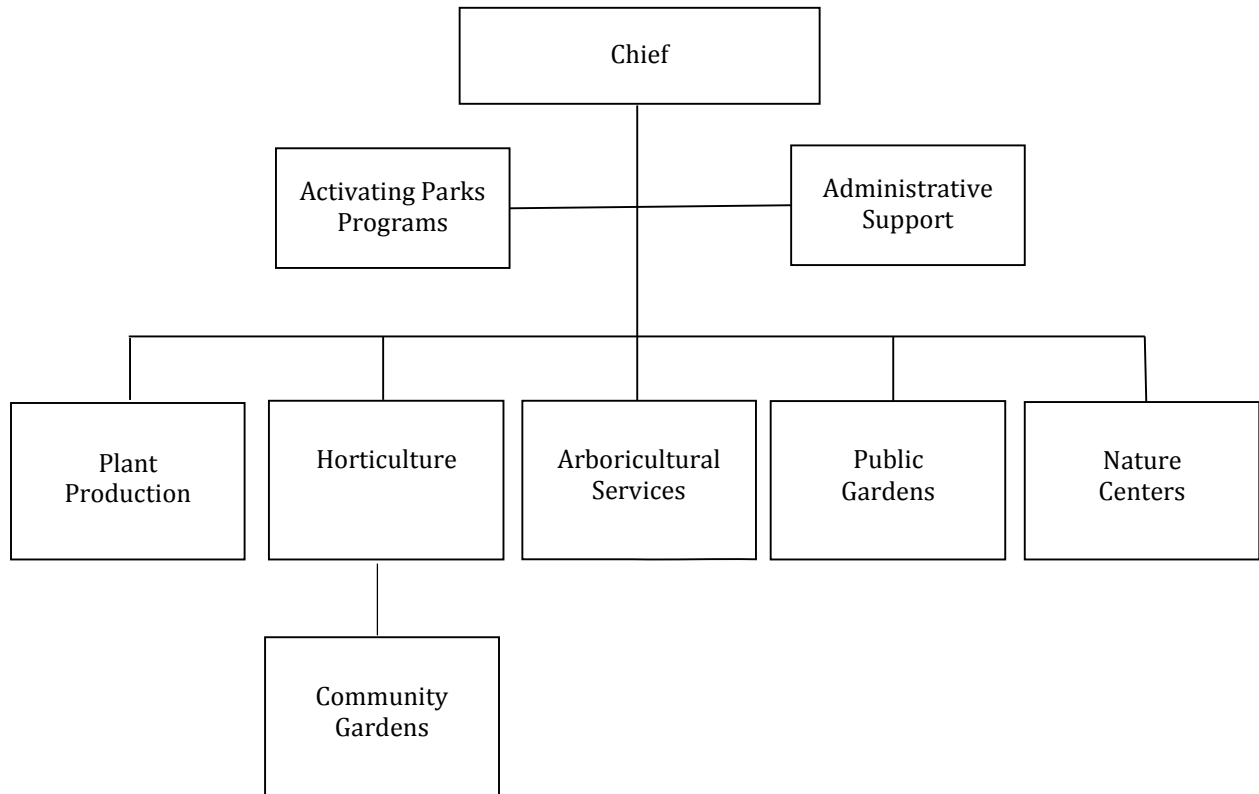 Chief
Activating Parks
Programs
Administrative
Support
Plant
Production
Horticulture
Arboricultural
Services
Public
Gardens
Nature
Centers
Community
Gardens